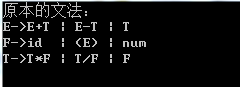 原本的文法:
E->E+T | E-T | T
F->id | (E) | num
T->T*F | T/F | F